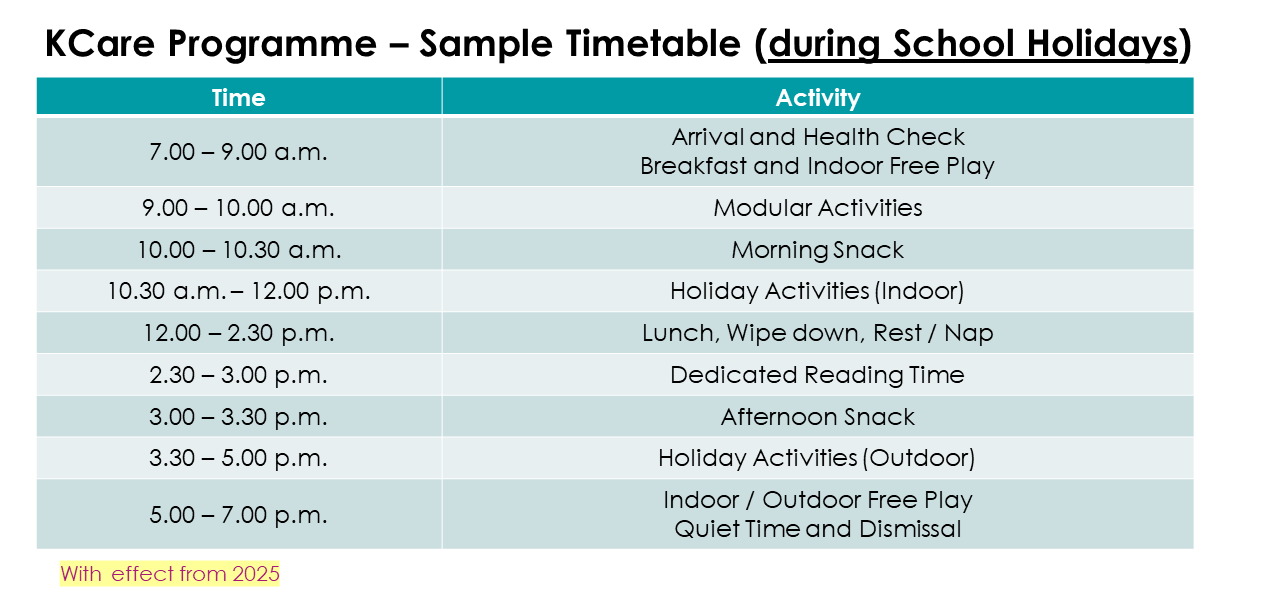 KCare Programme – Sample Timetable (during School Holidays)
Time Activity
7.00 – 9.00 a.m. Arrival and Health Check
Breakfast and Indoor Free Play
9.00 – 10.00 a.m. Modular Activities
10.00 – 10.30 a.m. Morning Snack
10.30 a.m. – 12.00 p.m. Holiday Activities (Indoor)
12.00 – 2.30 p.m. Lunch, Wipe down, Rest / Nap
2.30 – 3.00 p.m. Dedicated Reading Time
3.00 – 3.30 p.m. Afternoon Snack
3.30 – 5.00 p.m. Holiday Activities (Outdoor)
5.00 – 7.00 p.m. Indoor / Outdoor Free Play
Quiet Time and Dismissal
With effect from 2025